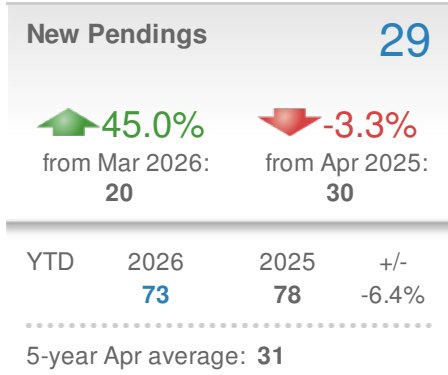 New Pendings 29
45.0% -3.3%
from Mar 2026: from Apr 2025:
20 30
YTD 2026 2025 +/-
73 78 -6.4%
5-year Apr average: 31